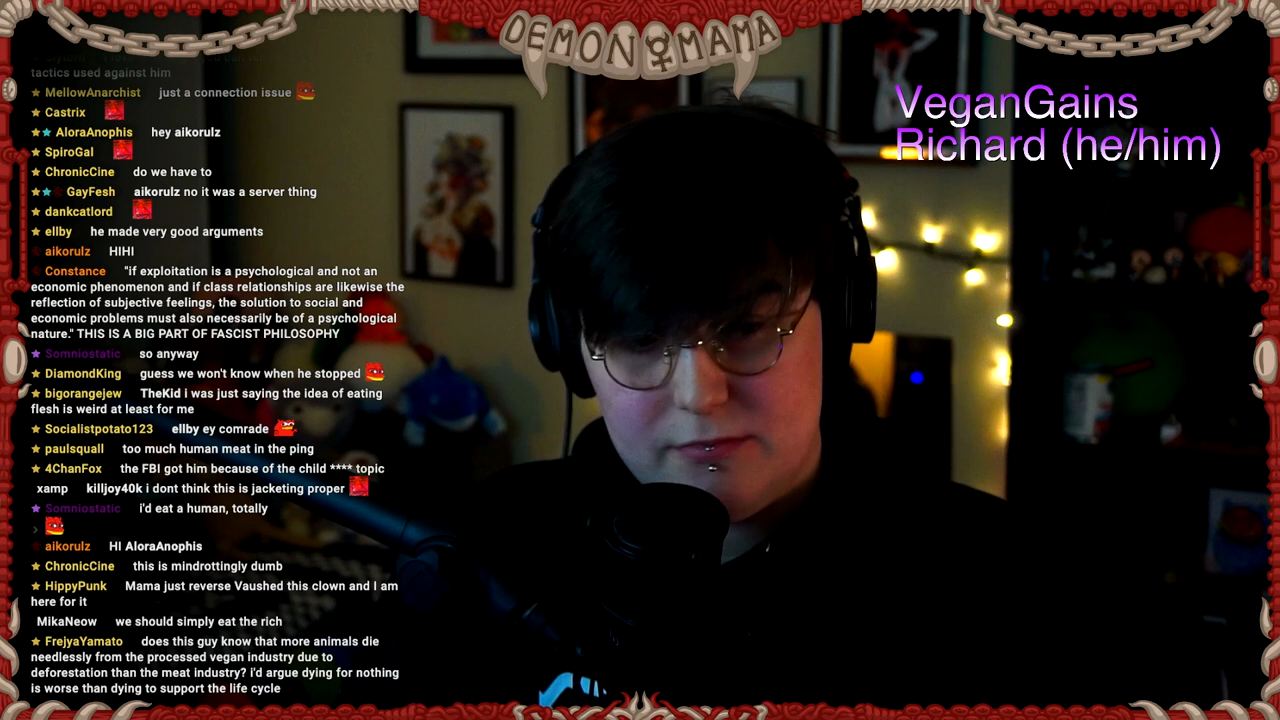 DEMON MAMA
VeganGains
Richard (he/him)
tactics used against him
MellowAnarchist just a connection issue
Castrix
AloraAnophis hey aikorulz
SpiroGal
ChronicCine do we have to
GayFesh aikorulz no it was a server thing
dankcatlord
ellby he made very good arguments
aikorulz HIHI
Constance "if exploitation is a psychological and not an
economic phenomenon and if class relationships are likewise the
reflection of subjective feelings, the solution to social and
economic problems must also necessarily be of a psychological
nature." THIS IS A BIG PART OF FASCIST PHILOSOPHY
Somniostatic so anyway
DiamondKing guess we won't know when he stopped
bigorangejew TheKid i was just saying the idea of eating
flesh is weird at least for me
Socialistpotato123 ellby ey comrade
paulsquall too much human meat in the ping
4ChanFox the FBI got him because of the child **** topic
xamp killjoy40k i dont think this is jacketing proper
Somniostatic i'd eat a human, totally
>
aikorulz HI AloraAnophis
ChronicCine this is mindrottingly dumb
HippyPunk Mama just reverse Vaushed this clown and I am
here for it
MikaNeow we should simply eat the rich
FrejyaYamato does this guy know that more animals die
needlessly from the processed vegan industry due to
deforestation than the meat industry? i'd argue dying for nothing
is worse than dying to support the life cycle